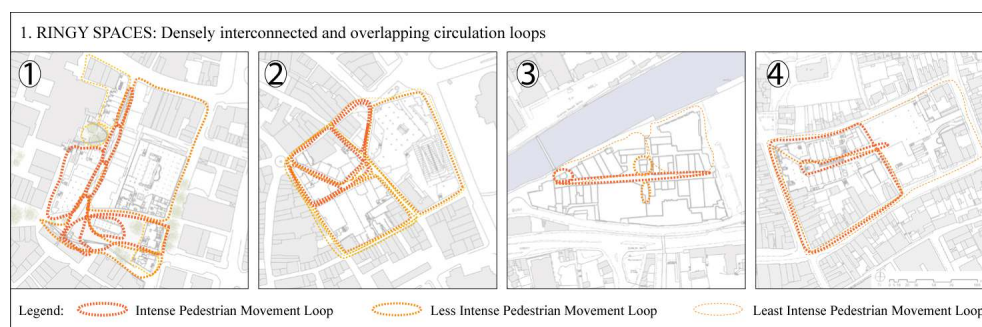 1. RINGY SPACES: Densely interconnected and overlapping circulation loops
1
2
3
4
Legend: Intense Pedestrian Movement Loop Less Intense Pedestrian Movement Loop Least Intense Pedestrian Movement Loop